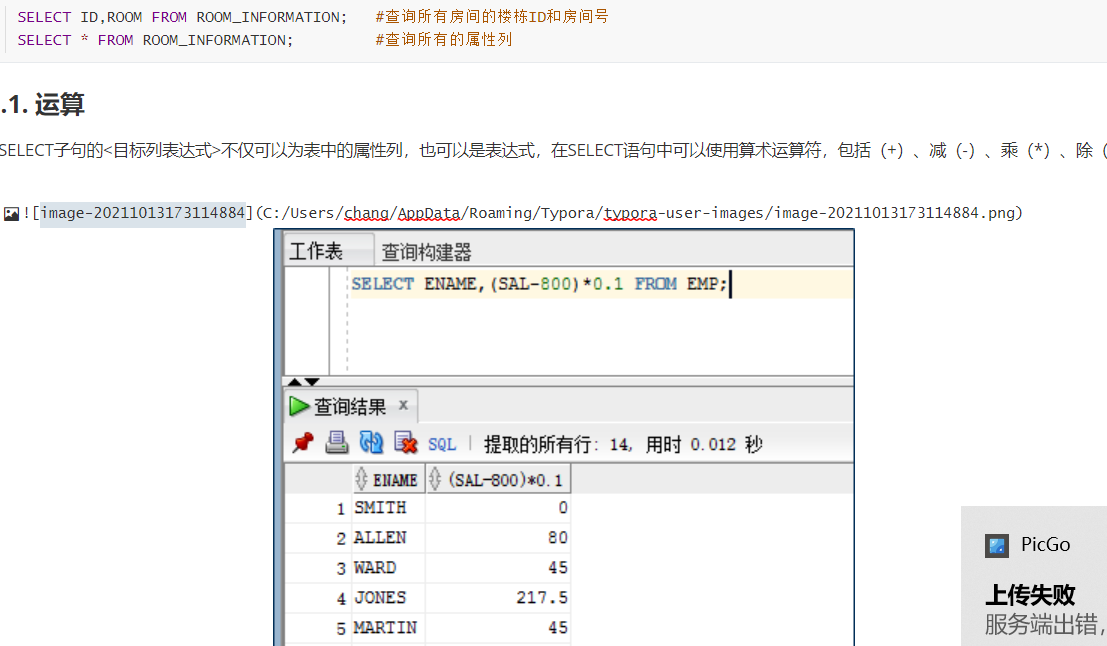 SELECT ID,ROOM FROM ROOM_INFORMATION; #查询所有房间的楼栋ID和房间号
SELECT * FROM ROOM_INFORMATION; #查询所有的属性列
.1. 运算
SELECT子句的<目标列表达式>不仅可以为表中的属性列，也可以是表达式，在SELECT语句中可以使用算术运算符，包括（+）、减（-）、乘（*）、除（
![image-20211013173114884](C:/Users/chang/AppData/Roaming/Typora/typora-user-images/image-20211013173114884.png)
工作表 查询构建器
SELECT ENAME,(SAL-800)*0.1 FROM EMP;
查询结果 x
SQL | 提取的所有行: 14, 用时 0.012 秒
ENAME (SAL-800)*0.1
1 SMITH 0
2 ALLEN 80
3 WARD 45
4 JONES 217.5
5 MARTIN 45
PicGo
上传失败
服务端出错，